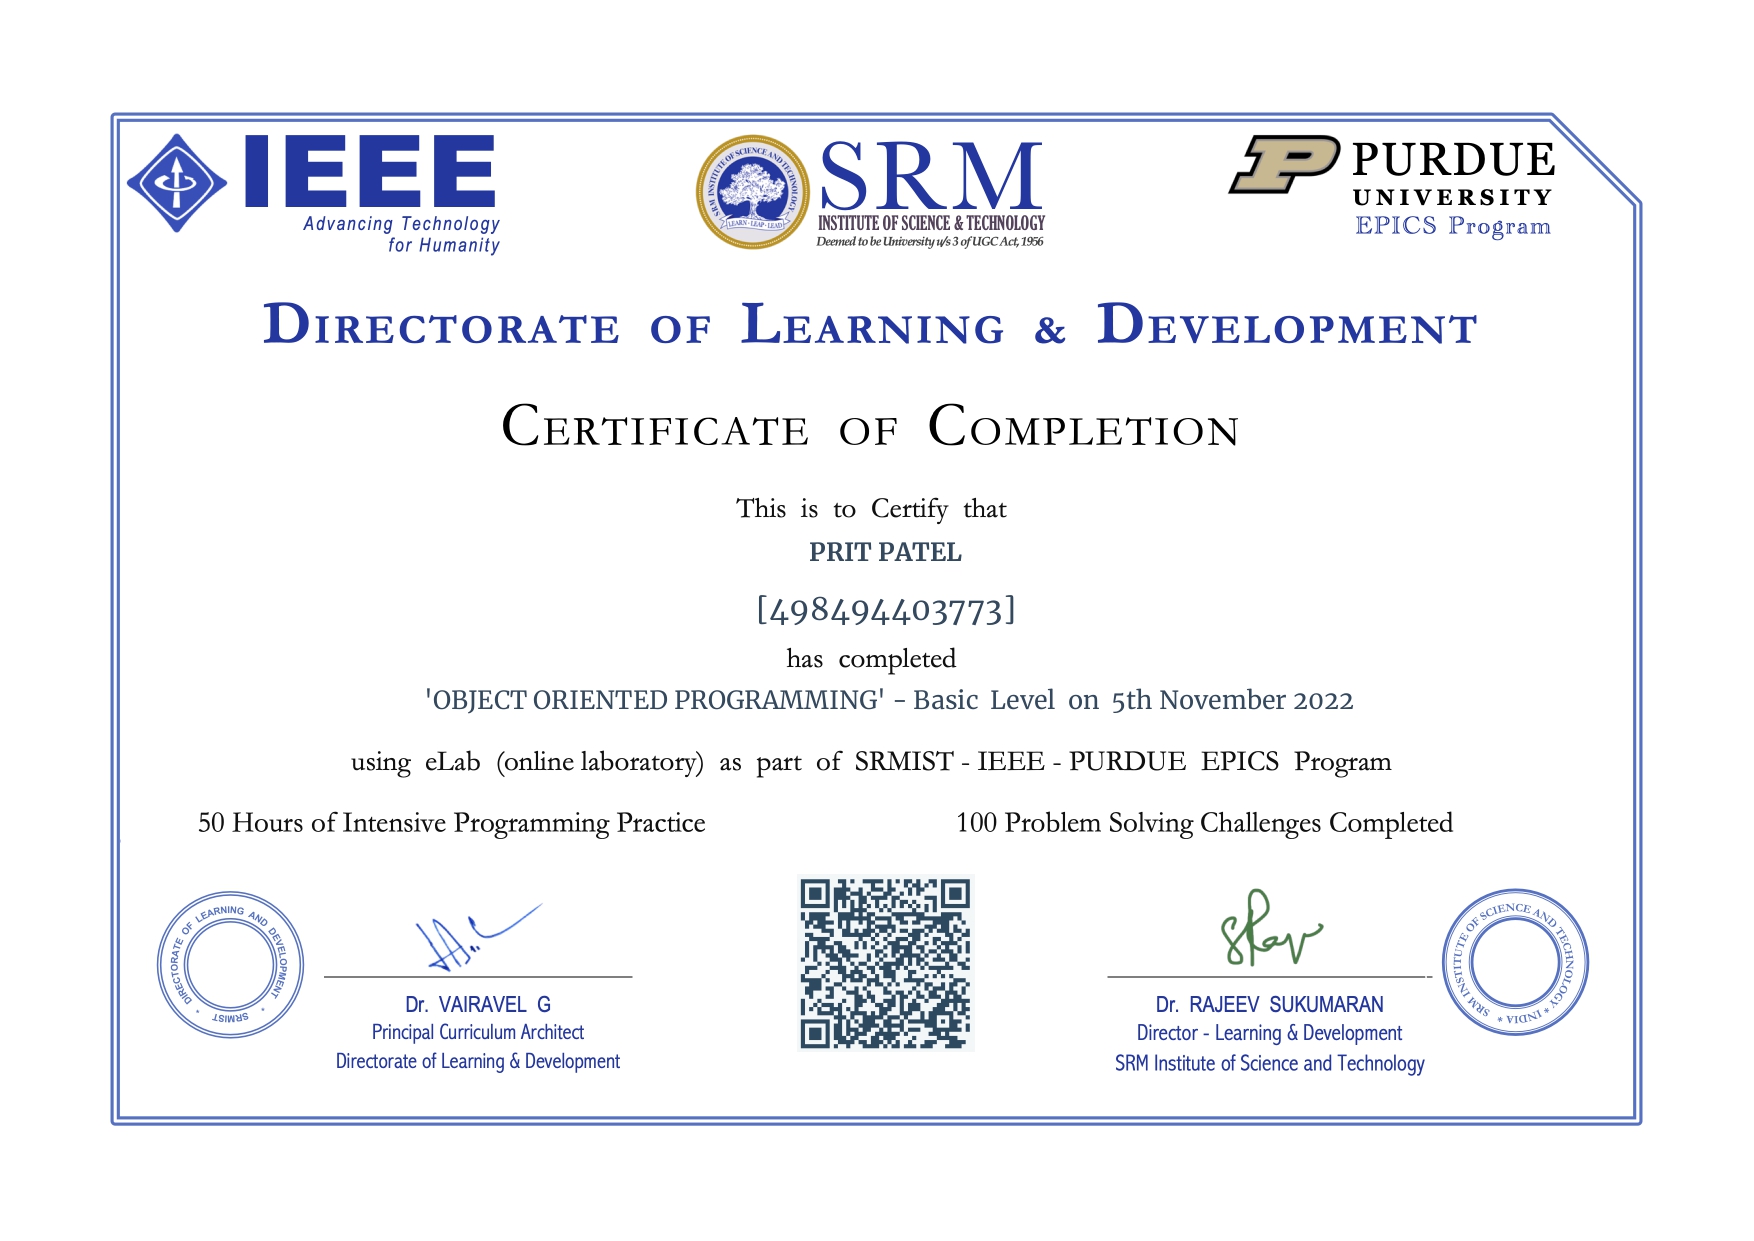 IEEE
Advancing Technology
for Humanity
SRM INSTITUTE OF SCIENCE AND TECHNOLOGY
LEARN - LEAP - LEAD
SRM
INSTITUTE OF SCIENCE & TECHNOLOGY
Deemed to be University u/s 3 of UGC Act, 1956
P PURDUE
UNIVERSITY
EPICS Program
DIRECTORATE OF LEARNING & DEVELOPMENT
CERTIFICATE OF COMPLETION
This is to Certify that
PRIT PATEL
[498494403773]
has completed
'OBJECT ORIENTED PROGRAMMING' - Basic Level on 5th November 2022
using eLab (online laboratory) as part of SRMIST - IEEE - PURDUE EPICS Program
50 Hours of Intensive Programming Practice
100 Problem Solving Challenges Completed
DIRECTORATE OF LEARNING AND DEVELOPMENT
* SRMIST *
Dr. VAIRAVEL G
Principal Curriculum Architect
Directorate of Learning & Development
Dr. RAJEEV SUKUMARAN
Director - Learning & Development
SRM Institute of Science and Technology
SRM INSTITUTE OF SCIENCE AND TECHNOLOGY
* INDIA *